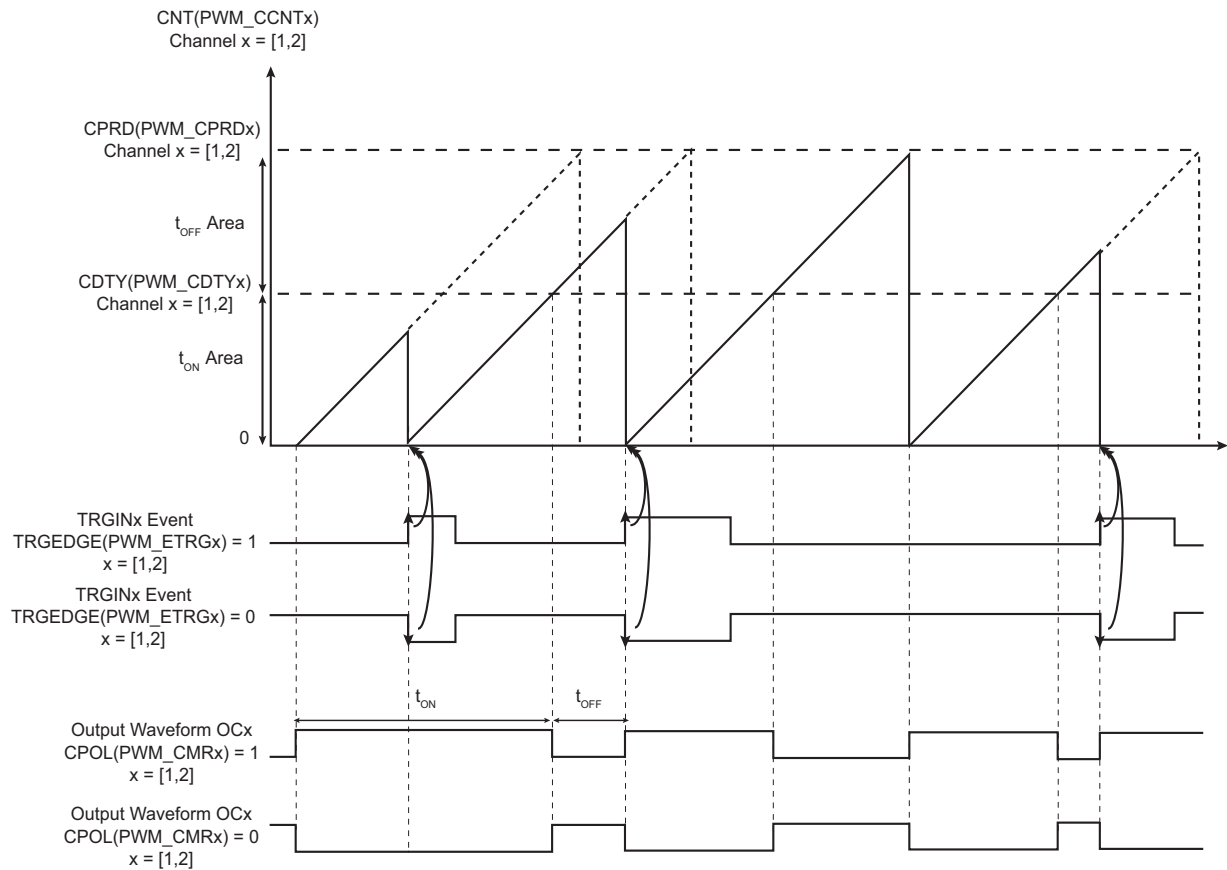 CNT(PWM_CCNTx)
Channel x = [1,2]
CPRD(PWM_CPRDx)
Channel x = [1,2]
tOFF Area
CDTY(PWM_CDTYx)
Channel x = [1,2]
tON Area
0
TRGINx Event
TRGEDGE(PWM_ETRGx) = 1
x = [1,2]
TRGINx Event
TRGEDGE(PWM_ETRGx) = 0
x = [1,2]
tON
tOFF
Output Waveform OCx
CPOL(PWM_CMRx) = 1
x = [1,2]
Output Waveform OCx
CPOL(PWM_CMRx) = 0
x = [1,2]